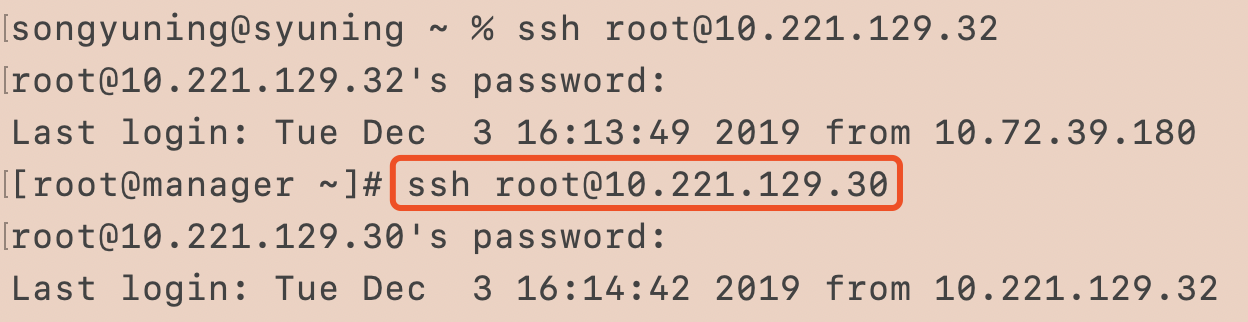 [songyuning@syuning ~ % ssh root@10.221.129.32
[root@10.221.129.32's password:
Last login: Tue Dec  3 16:13:49 2019 from 10.72.39.180
[[root@manager ~]# ssh root@10.221.129.30
[root@10.221.129.30's password:
Last login: Tue Dec  3 16:14:42 2019 from 10.221.129.32